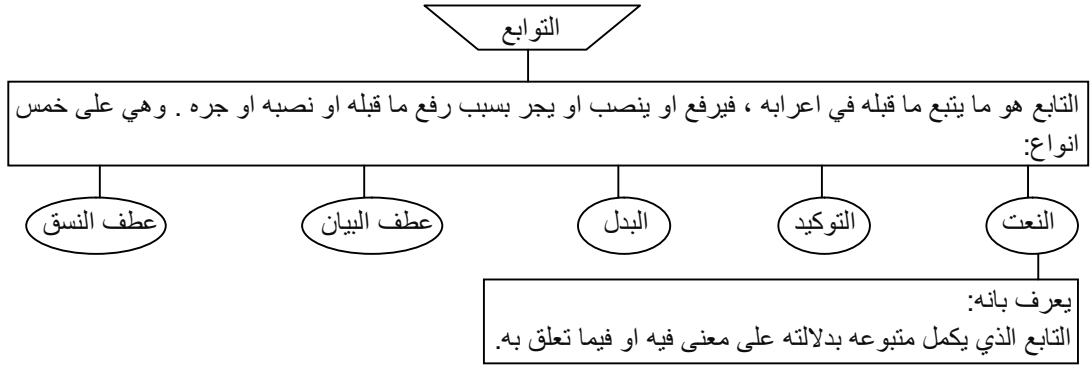 التوابع
التابع هو ما يتبع ما قبله في اعرابه ، فيرفع او ينصب او يجر بسبب رفع ما قبله او نصبه او جره . وهي على خمس
انواع:
النعت
التوكيد
البدل
عطف البيان
عطف النسق
يعرف بانه:
التابع الذي يكمل متبوعه بدلالته على معنى فيه او فيما تعلق به.